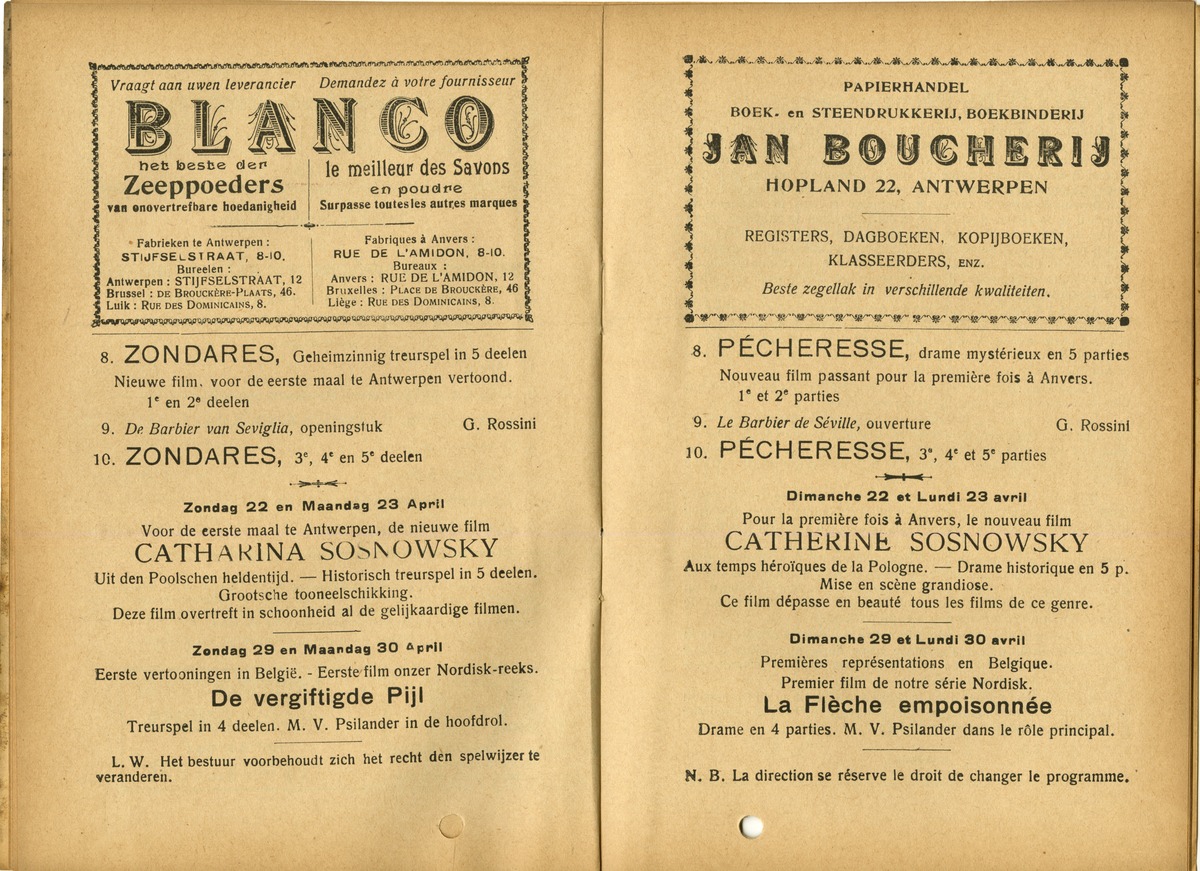 Vraagt aan uwen leverancier
Demandez à votre fournisseur
BLANCO
het beste der
Zeeppoeders
van onovertrefbare hoedanigheid
le meilleur des Savons
en poudre
Surpasse toutes les autres marques
Fabrieken te Antwerpen :
STIJFSELSTRAAT, 8-10.
Bureelen :
Antwerpen : STIJFSELSTRAAT, 12
Brussel : DE BROUCKÈRE-PLAATS, 46.
Luik : RUE DES DOMINICAINS, 8.
Fabriques à Anvers :
RUE DE L'AMIDON, 8-10.
Bureaux :
Anvers : RUE DE L'AMIDON, 12
Bruxelles : PLACE DE BROUCKÈRE, 46
Liège : RUE DES DOMINICAINS, 8.
8. ZONDARES, Geheimzinnig treurspel in 5 deelen
Nieuwe film, voor de eerste maal te Antwerpen vertoond.
1e en 2e deelen
9. De Barbier van Seviglia, openingstuk G. Rossini
10. ZONDARES, 3e, 4e en 5e deelen
Zondag 22 en Maandag 23 April
Voor de eerste maal te Antwerpen, de nieuwe film
CATHARINA SOSNOWSKY
Uit den Poolschen heldentijd. — Historisch treurspel in 5 deelen.
Grootsche tooneelschikking.
Deze film overtreft in schoonheid al de gelijkaardige filmen.
Zondag 29 en Maandag 30 April
Eerste vertooningen in België. - Eerste film onzer Nordisk-reeks.
De vergiftigde Pijl
Treurspel in 4 deelen. M. V. Psilander in de hoofdrol.
L. W. Het bestuur voorbehoudt zich het recht den spelwijzer te
veranderen.
PAPIERHANDEL
BOEK- en STEENDRUKKERIJ, BOEKBINDERIJ
JAN BOUCHERIJ
HOPLAND 22, ANTWERPEN
REGISTERS, DAGBOEKEN, KOPIJBOEKEN,
KLASSEERDERS, ENZ.
Beste zegellak in verschillende kwaliteiten.
8. PÉCHERESSE, drame mystérieux en 5 parties
Nouveau film passant pour la première fois à Anvers.
1e et 2e parties
9. Le Barbier de Séville, ouverture G. Rossini
10. PÉCHERESSE, 3e, 4e et 5e parties
Dimanche 22 et Lundi 23 avril
Pour la première fois à Anvers, le nouveau film
CATHERINE SOSNOWSKY
Aux temps héroïques de la Pologne. — Drame historique en 5 p.
Mise en scène grandiose.
Ce film dépasse en beauté tous les films de ce genre.
Dimanche 29 et Lundi 30 avril
Premières représentations en Belgique.
Premier film de notre série Nordisk.
La Flèche empoisonnée
Drame en 4 parties. M. V. Psilander dans le rôle principal.
N. B. La direction se réserve le droit de changer le programme.